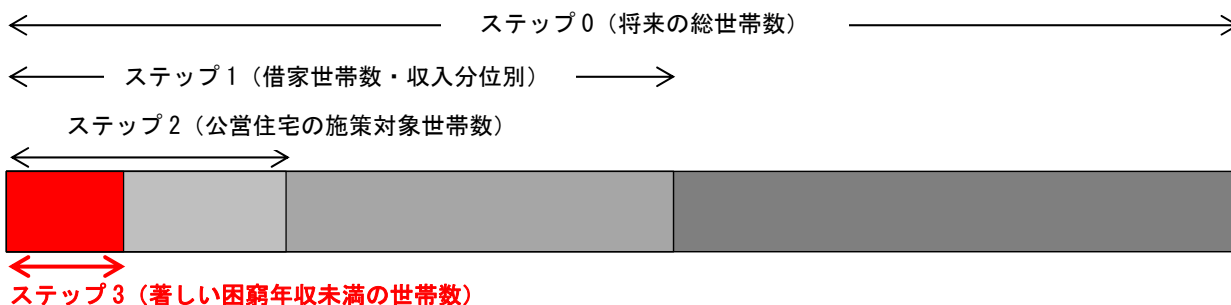 ステップ０（将来の総世帯数）
ステップ１（借家世帯数・収入分位別）
ステップ２（公営住宅の施策対象世帯数）
ステップ３（著しい困窮年収未満の世帯数）